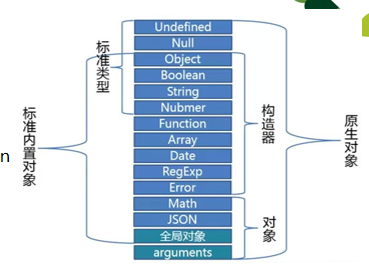 Undefined
Null
Object
Boolean
String
Nubmer
Function
Array
Date
RegExp
Error
Math
JSON
全局对象
arguments
标准类型
标准内置对象
构造器
对象
原生对象
n